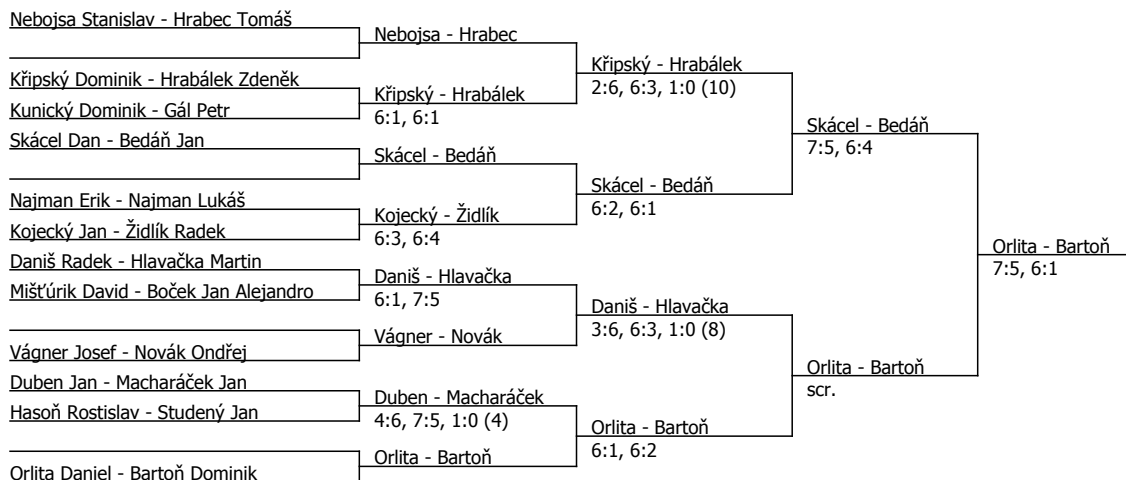 Nebojsa Stanislav - Hrabec Tomáš
Nebojsa - Hrabec
Křipský - Hrabálek
2:6, 6:3, 1:0 (10)
Křipský Dominik - Hrabálek Zdeněk
Křipský - Hrabálek
6:1, 6:1
Kunický Dominik - Gál Petr
Skácel - Bedáň
7:5, 6:4
Skácel Dan - Bedáň Jan
Skácel - Bedáň
Skácel - Bedáň
6:2, 6:1
Najman Erik - Najman Lukáš
Kojecký - Židlík
6:3, 6:4
Kojecký Jan - Židlík Radek
Orlita - Bartoň
7:5, 6:1
Daniš Radek - Hlavačka Martin
Daniš - Hlavačka
6:1, 7:5
Mišťúrik David - Boček Jan Alejandro
Daniš - Hlavačka
3:6, 6:3, 1:0 (8)
Vágner - Novák
Vágner Josef - Novák Ondřej
Orlita - Bartoň
scr.
Duben Jan - Macharáček Jan
Duben - Macharáček
4:6, 7:5, 1:0 (4)
Hasoň Rostislav - Studený Jan
Orlita - Bartoň
6:1, 6:2
Orlita - Bartoň
Orlita Daniel - Bartoň Dominik